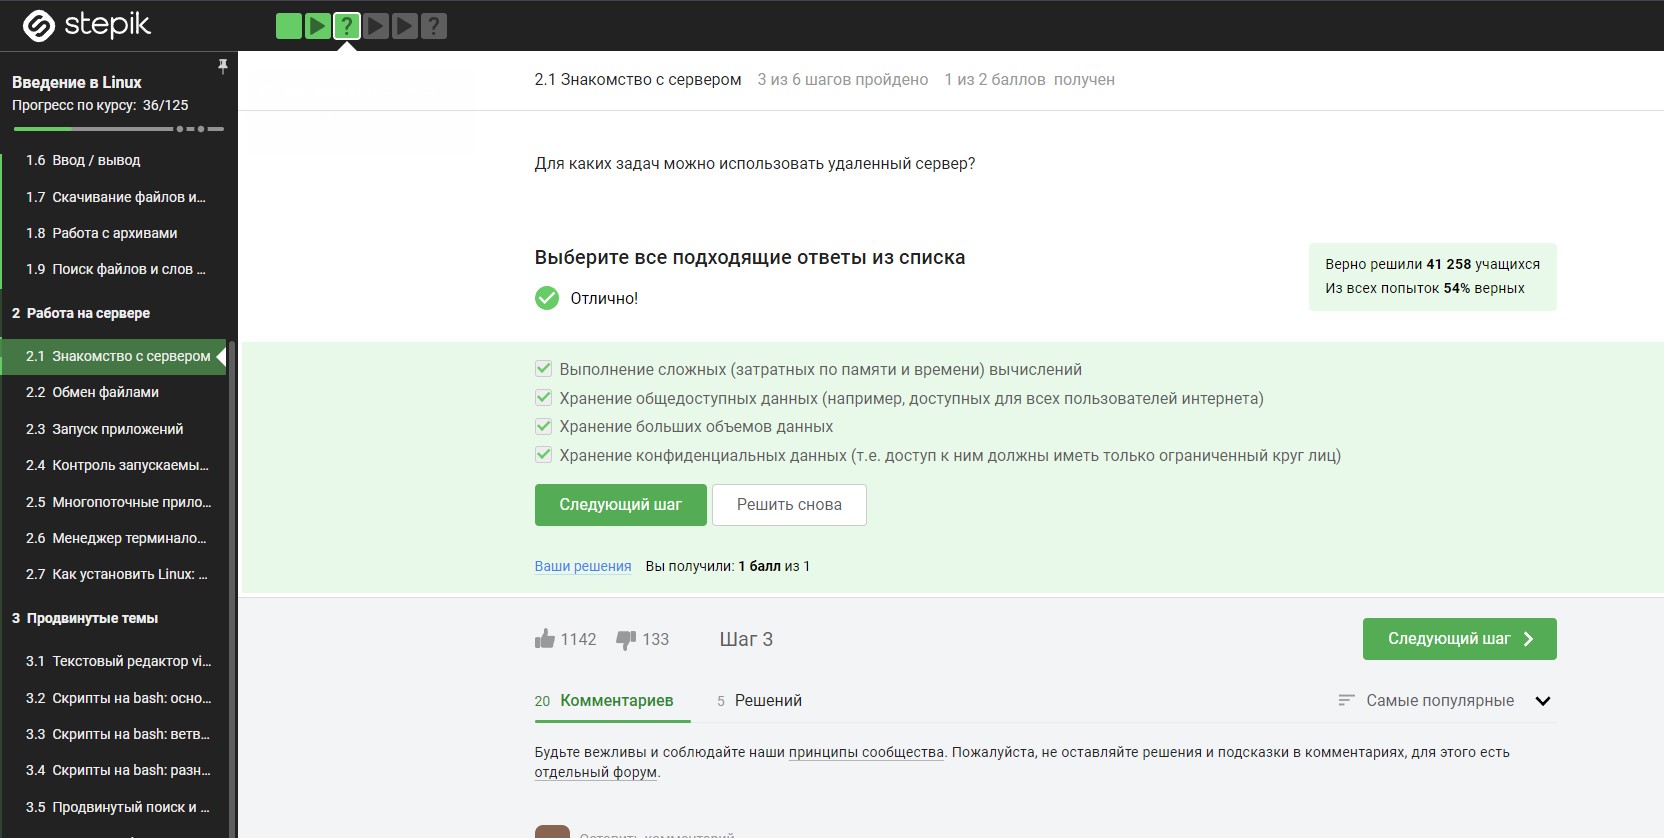 stepik
?
?
Введение в Linux
Прогресс по курсу: 36/125
1.6 Ввод / вывод
1.7 Скачивание файлов и...
1.8 Работа с архивами
1.9 Поиск файлов и слов ...
2 Работа на сервере
2.1 Знакомство с сервером
2.2 Обмен файлами
2.3 Запуск приложений
2.4 Контроль запускаемы...
2.5 Многопоточные прило...
2.6 Менеджер терминало...
2.7 Как установить Linux: ...
3 Продвинутые темы
3.1 Текстовый редактор vi...
3.2 Скрипты на bash: осно...
3.3 Скрипты на bash: ветв...
3.4 Скрипты на bash: разн...
3.5 Продвинутый поиск и ...
2.1 Знакомство с сервером 3 из 6 шагов пройдено 1 из 2 баллов получен
Для каких задач можно использовать удаленный сервер?
Выберите все подходящие ответы из списка
Отлично!
Верно решили 41 258 учащихся
Из всех попыток 54% верных
Выполнение сложных (затратных по памяти и времени) вычислений
Хранение общедоступных данных (например, доступных для всех пользователей интернета)
Хранение больших объемов данных
Хранение конфиденциальных данных (т.е. доступ к ним должны иметь только ограниченный круг лиц)
Следующий шаг Решить снова
Ваши решения Вы получили: 1 балл из 1
1142 133 Шаг 3 Следующий шаг
20 Комментариев 5 Решений Самые популярные
Будьте вежливы и соблюдайте наши принципы сообщества. Пожалуйста, не оставляйте решения и подсказки в комментариях, для этого есть
отдельный форум.
Оставить комментарий